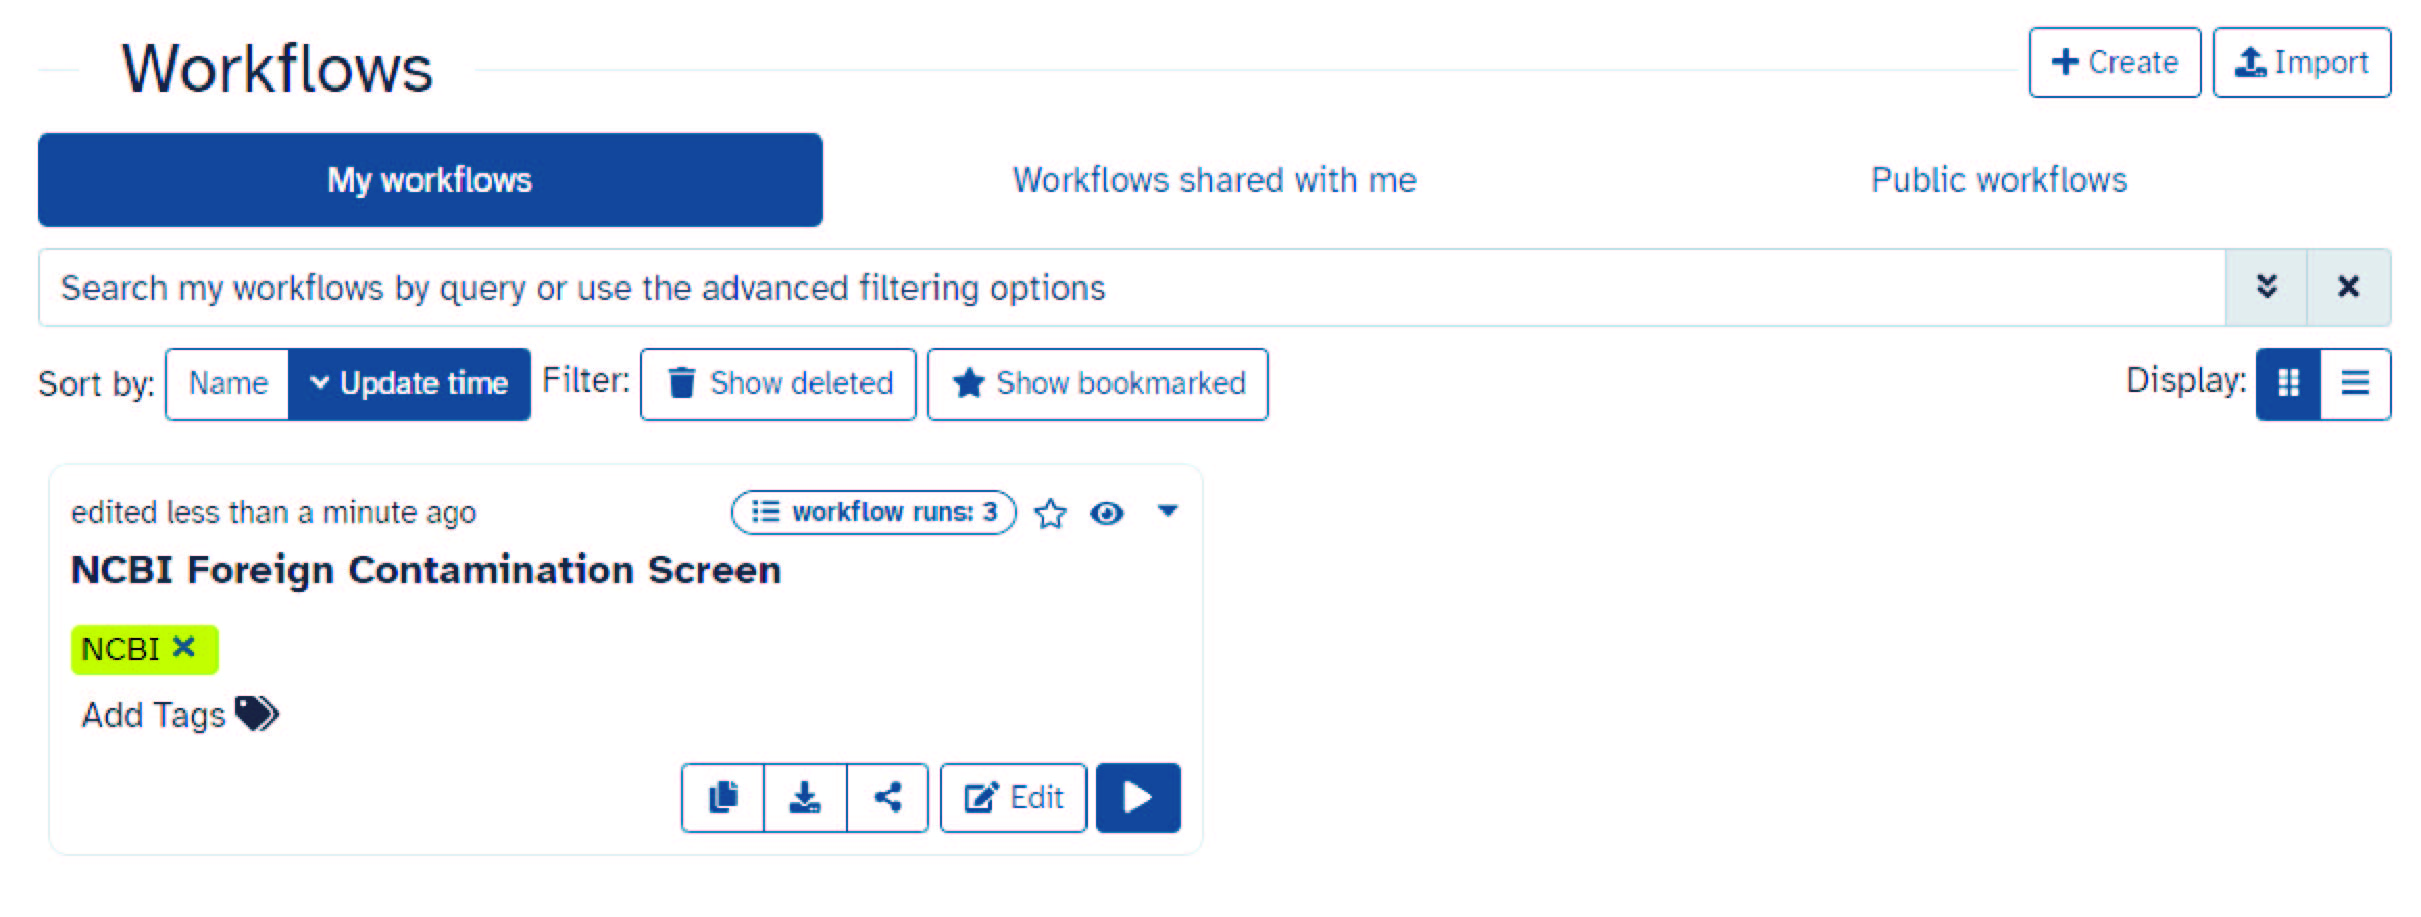 Workflows
Create
Import
My workflows
Workflows shared with me
Public workflows
Search my workflows by query or use the advanced filtering options
Sort by: Name Update time Filter: Show deleted Show bookmarked
Display:
edited less than a minute ago
workflow runs: 3
NCBI Foreign Contamination Screen
NCBI
Add Tags
Edit